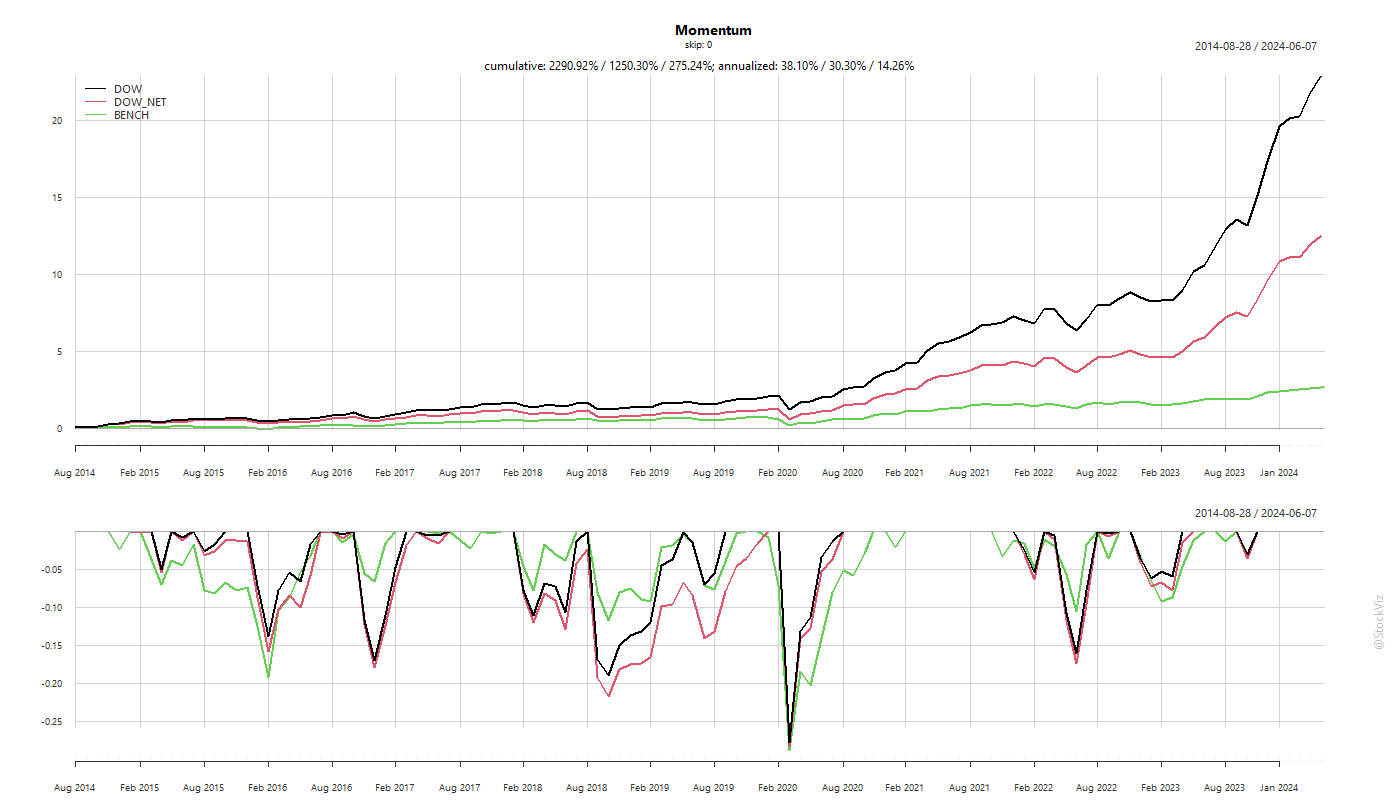 Momentum
skip: 0
2014-08-28 / 2024-06-07
cumulative: 2290.92% / 1250.30% / 275.24%; annualized: 38.10% / 30.30% / 14.26%
DOW
DOW_NET
BENCH
20
15
10
5
0
Aug 2014 Feb 2015 Aug 2015 Feb 2016 Aug 2016 Feb 2017 Aug 2017 Feb 2018 Aug 2018 Feb 2019 Aug 2019 Feb 2020 Aug 2020 Feb 2021 Aug 2021 Feb 2022 Aug 2022 Feb 2023 Aug 2023 Jan 2024
2014-08-28 / 2024-06-07
-0.05
-0.10
-0.15
-0.20
-0.25
Aug 2014 Feb 2015 Aug 2015 Feb 2016 Aug 2016 Feb 2017 Aug 2017 Feb 2018 Aug 2018 Feb 2019 Aug 2019 Feb 2020 Aug 2020 Feb 2021 Aug 2021 Feb 2022 Aug 2022 Feb 2023 Aug 2023 Jan 2024
@StockViz